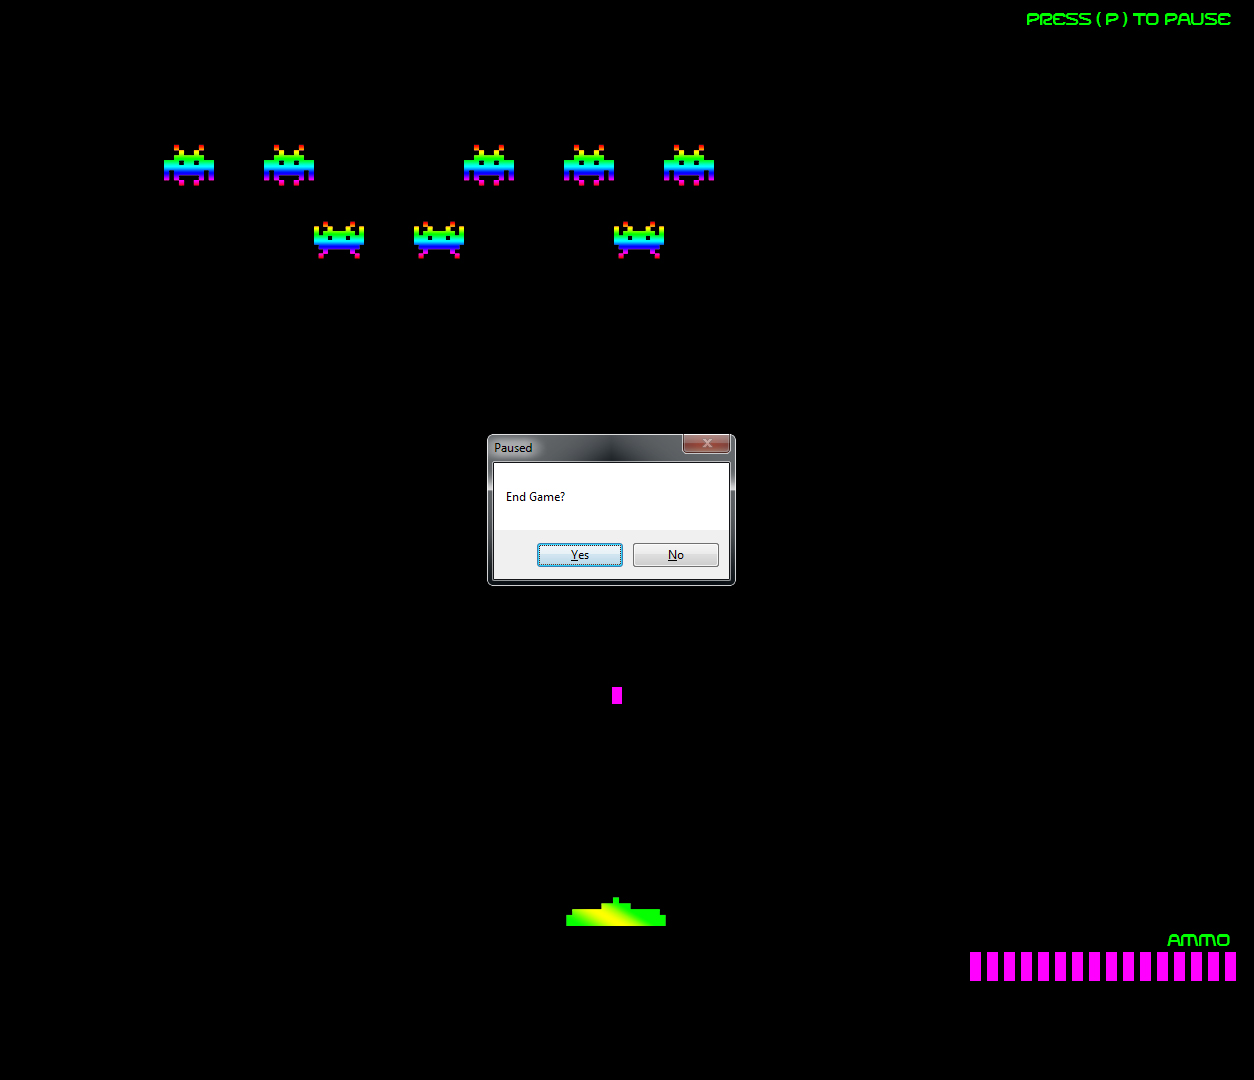 PRESS (P) TO PAUSE
Paused
End Game?
Yes
No
AMMO